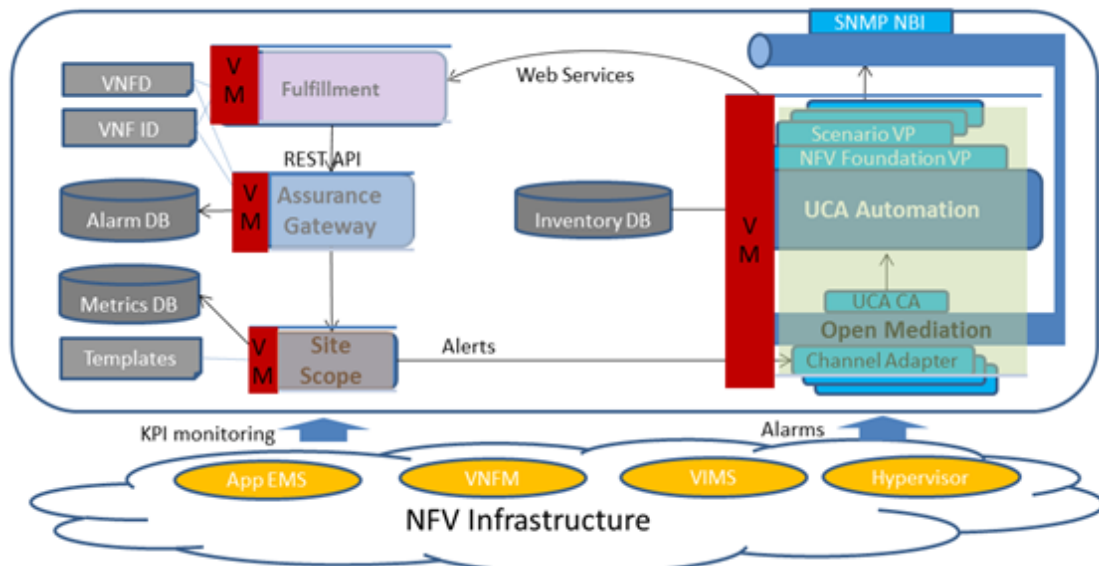 SNMP NBI
V
M
Fulfillment
Web Services
VNFD
VNF ID
REST API
Scenario VP
NFV Foundation VP
V
M
Assurance
Gateway
Alarm DB
Inventory DB
V
M
UCA Automation
Metrics DB
UCA CA
Open Mediation
Templates
V
M
Site
Scope
Alerts
Channel Adapter
KPI monitoring
Alarms
App EMS
VNFM
VIMS
Hypervisor
NFV Infrastructure